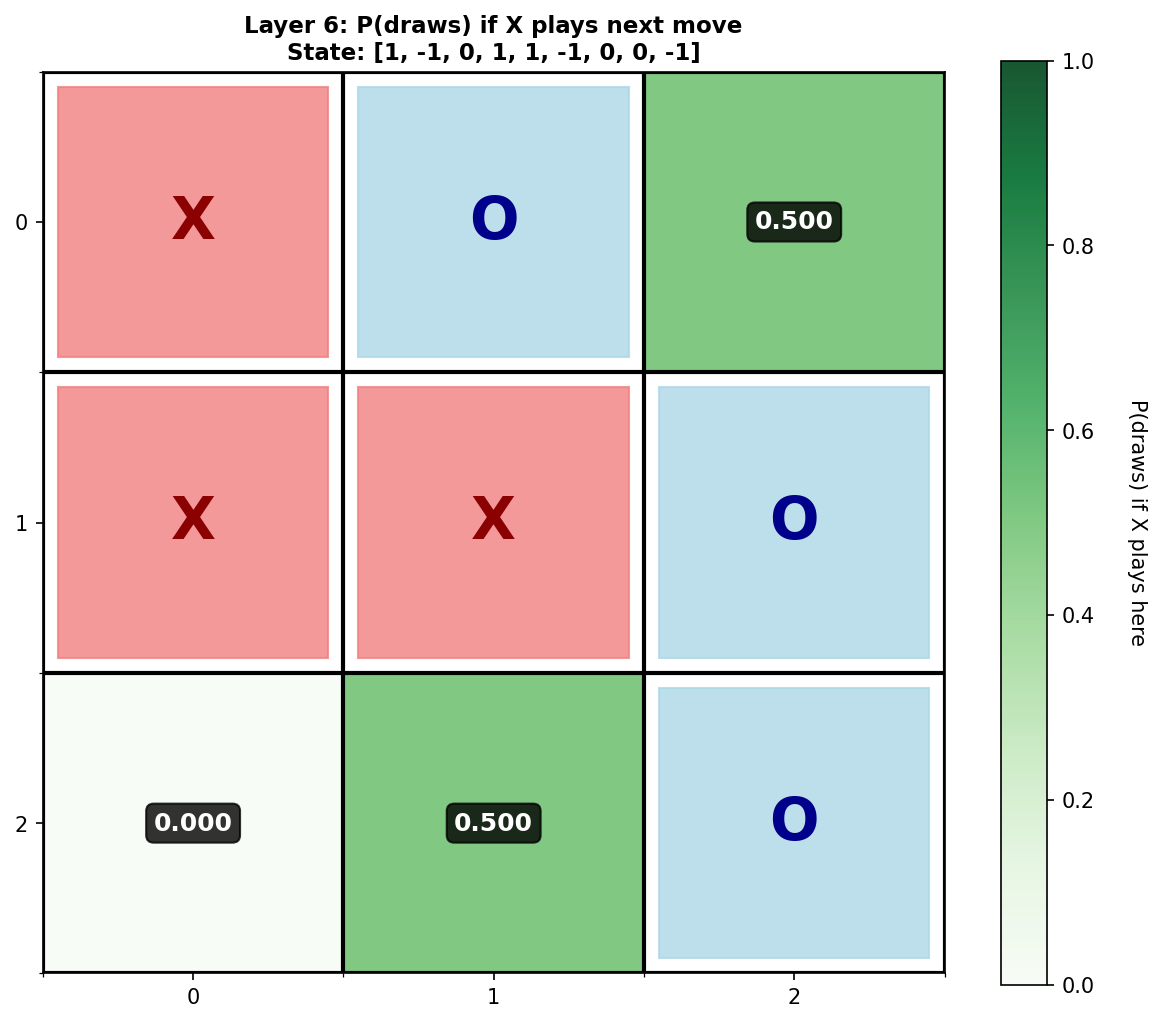 Layer 6: P(draws) if X plays next move
State: [1, -1, 0, 1, 1, -1, 0, 0, -1]
X
O
0.500
X
X
O
0.000
0.500
O
0
1
2
0
1
2
1.0
0.8
0.6
0.4
0.2
0.0
P(draws) if X plays here